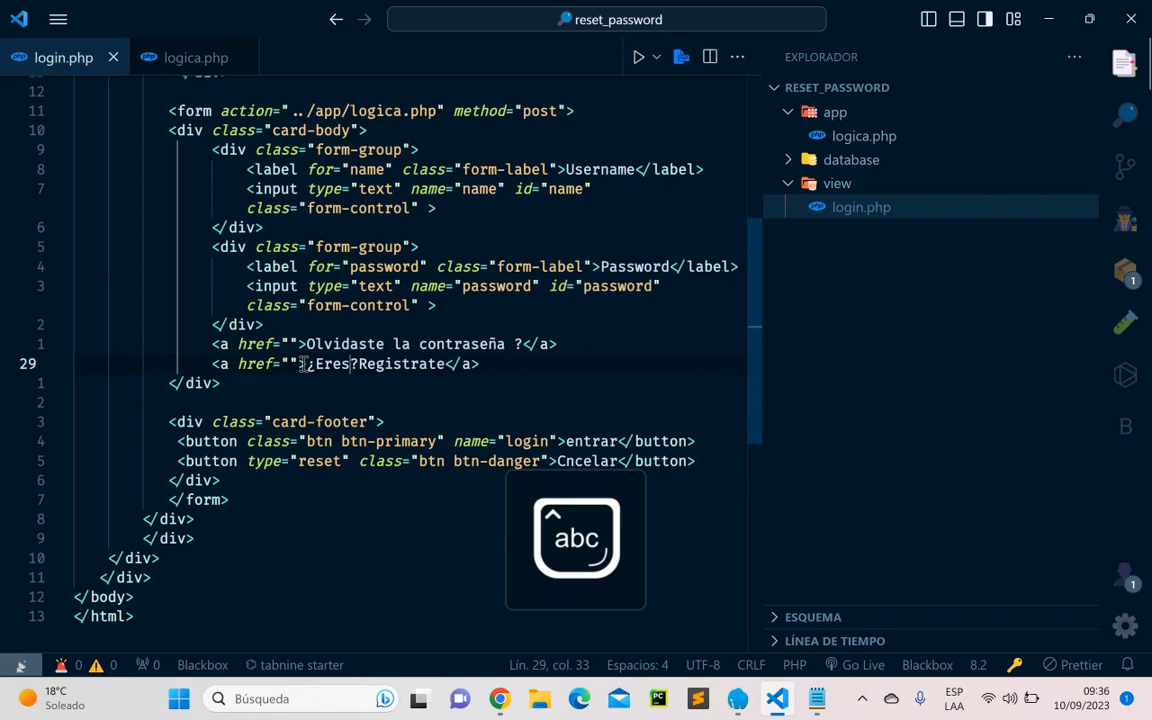 reset_password
login.php
logica.php
EXPLORADOR
RESET_PASSWORD
app
logica.php
database
view
login.php
12
11 <form action="../app/logica.php" method="post">
10 <div class="card-body">
9 <div class="form-group">
8 <label for="name" class="form-label">Username</label>
7 <input type="text" name="name" id="name"
class="form-control" >
6 </div>
5 <div class="form-group">
4 <label for="password" class="form-label">Password</label>
3 <input type="text" name="password" id="password"
class="form-control" >
2 </div>
1 <a href="">Olvidaste la contraseña ?</a>
29 <a href="">¿Eres?Registrate</a>
1 </div>
2
3 <div class="card-footer">
4 <button class="btn btn-primary" name="login">entrar</button>
5 <button type="reset" class="btn btn-danger">Cncelar</button>
6 </div>
7 </form>
8 </div>
9 </div>
10 </div>
11 </div>
12 </body>
13 </html>
abc
1
B
1
ESQUEMA
LÍNEA DE TIEMPO
0 0 0 Blackbox tabnine starter Lín. 29, col. 33 Espacios: 4 UTF-8 CRLF PHP Go Live Blackbox 8.2 Prettier
18°C
Soleado
Búsqueda
PC
ESP
LAA
09:36
10/09/2023
1